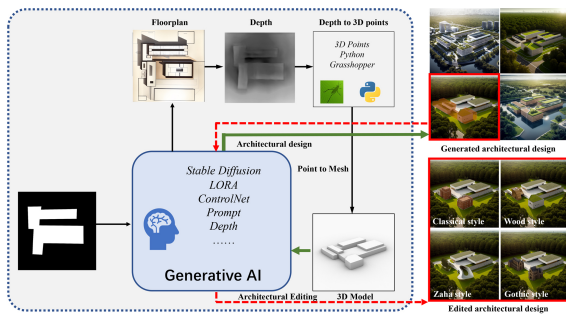 Floorplan
Depth
Depth to 3D points
3D Points
Python
Grasshopper
Architectural design
Generated architectural design
Stable Diffusion
LORA
ControlNet
Prompt
Depth
......
Generative AI
Point to Mesh
3D Model
Architectural Editing
Classical style
Wood style
Zaha style
Gothic style
Edited architectural design